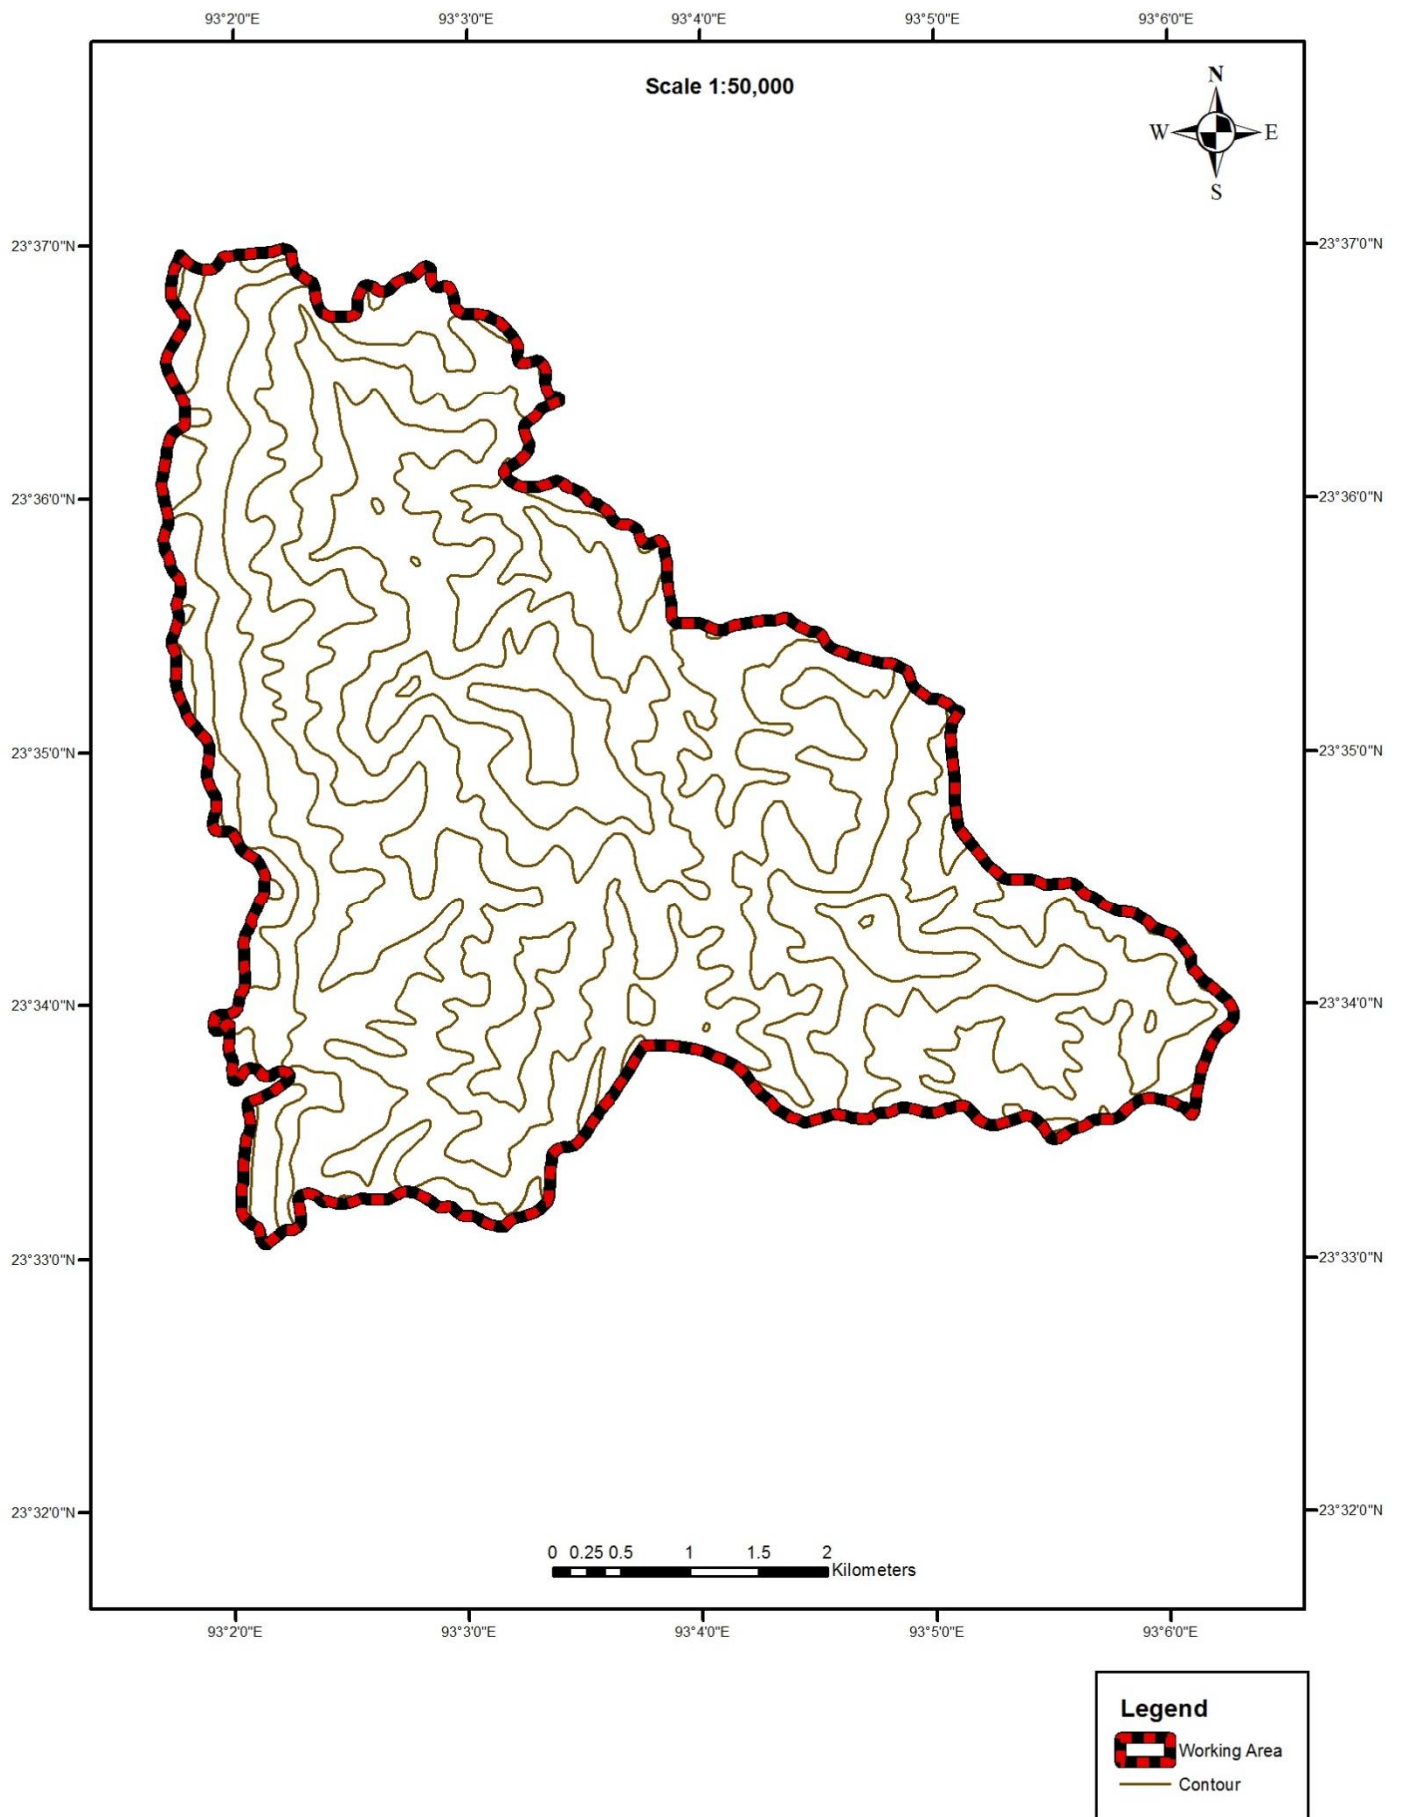 93°2'0"E 93°3'0"E 93°4'0"E 93°5'0"E 93°6'0"E
Scale 1:50,000
N
W E
S
23°37'0"N 23°37'0"N
23°36'0"N 23°36'0"N
23°35'0"N 23°35'0"N
23°34'0"N 23°34'0"N
23°33'0"N 23°33'0"N
23°32'0"N 23°32'0"N
0 0.25 0.5 1 1.5 2
Kilometers
93°2'0"E 93°3'0"E 93°4'0"E 93°5'0"E 93°6'0"E
Legend
Working Area
Contour